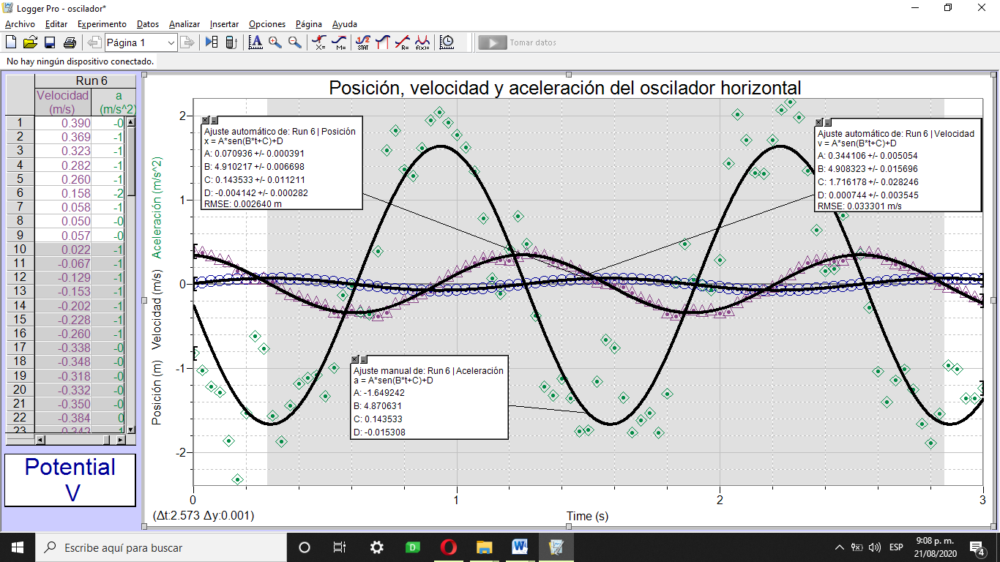 Logger Pro - oscilador*
Archivo Editar Experimento Datos Analizar Insertar Opciones Página Ayuda
Página 1
Tomar datos
No hay ningún dispositivo conectado.
Run 6
Velocidad a
(m/s) (m/s^2)
1 0.390 -0
2 0.369 -1
3 0.323 -1
4 0.282 -1
5 0.260 -1
6 0.158 -2
7 0.058 -1
8 0.050 -0
9 0.057 -0
10 0.022 -1
11 -0.067 -1
12 -0.129 -1
13 -0.153 -1
14 -0.202 -1
15 -0.228 -1
16 -0.260 -1
17 -0.338 -0
18 -0.348 -0
19 -0.318 -0
20 -0.332 -0
21 -0.350 -0
22 -0.384 0
23 -0.342 1
Potential
V
Posición, velocidad y aceleración del oscilador horizontal
Posición (m) Velocidad (m/s) Aceleración (m/s^2)
2
1
0
-1
-2
Ajuste automático de: Run 6 | Posición
x = A*sen(B*t+C)+D
A: 0.070936 +/- 0.000391
B: 4.910217 +/- 0.006698
C: 0.143533 +/- 0.011211
D: -0.004142 +/- 0.000282
RMSE: 0.002640 m
Ajuste automático de: Run 6 | Velocidad
v = A*sen(B*t+C)+D
A: 0.344106 +/- 0.005054
B: 4.908323 +/- 0.015696
C: 1.716178 +/- 0.028246
D: 0.000744 +/- 0.003545
RMSE: 0.033301 m/s
Ajuste manual de: Run 6 | Aceleración
a = A*sen(B*t+C)+D
A: -1.649242
B: 4.870631
C: 0.143533
D: -0.015308
0 1 2 3
(Δt:2.573 Δy:0.001)
Time (s)
Escribe aquí para buscar
ESP
9:08 p. m.
21/08/2020
4